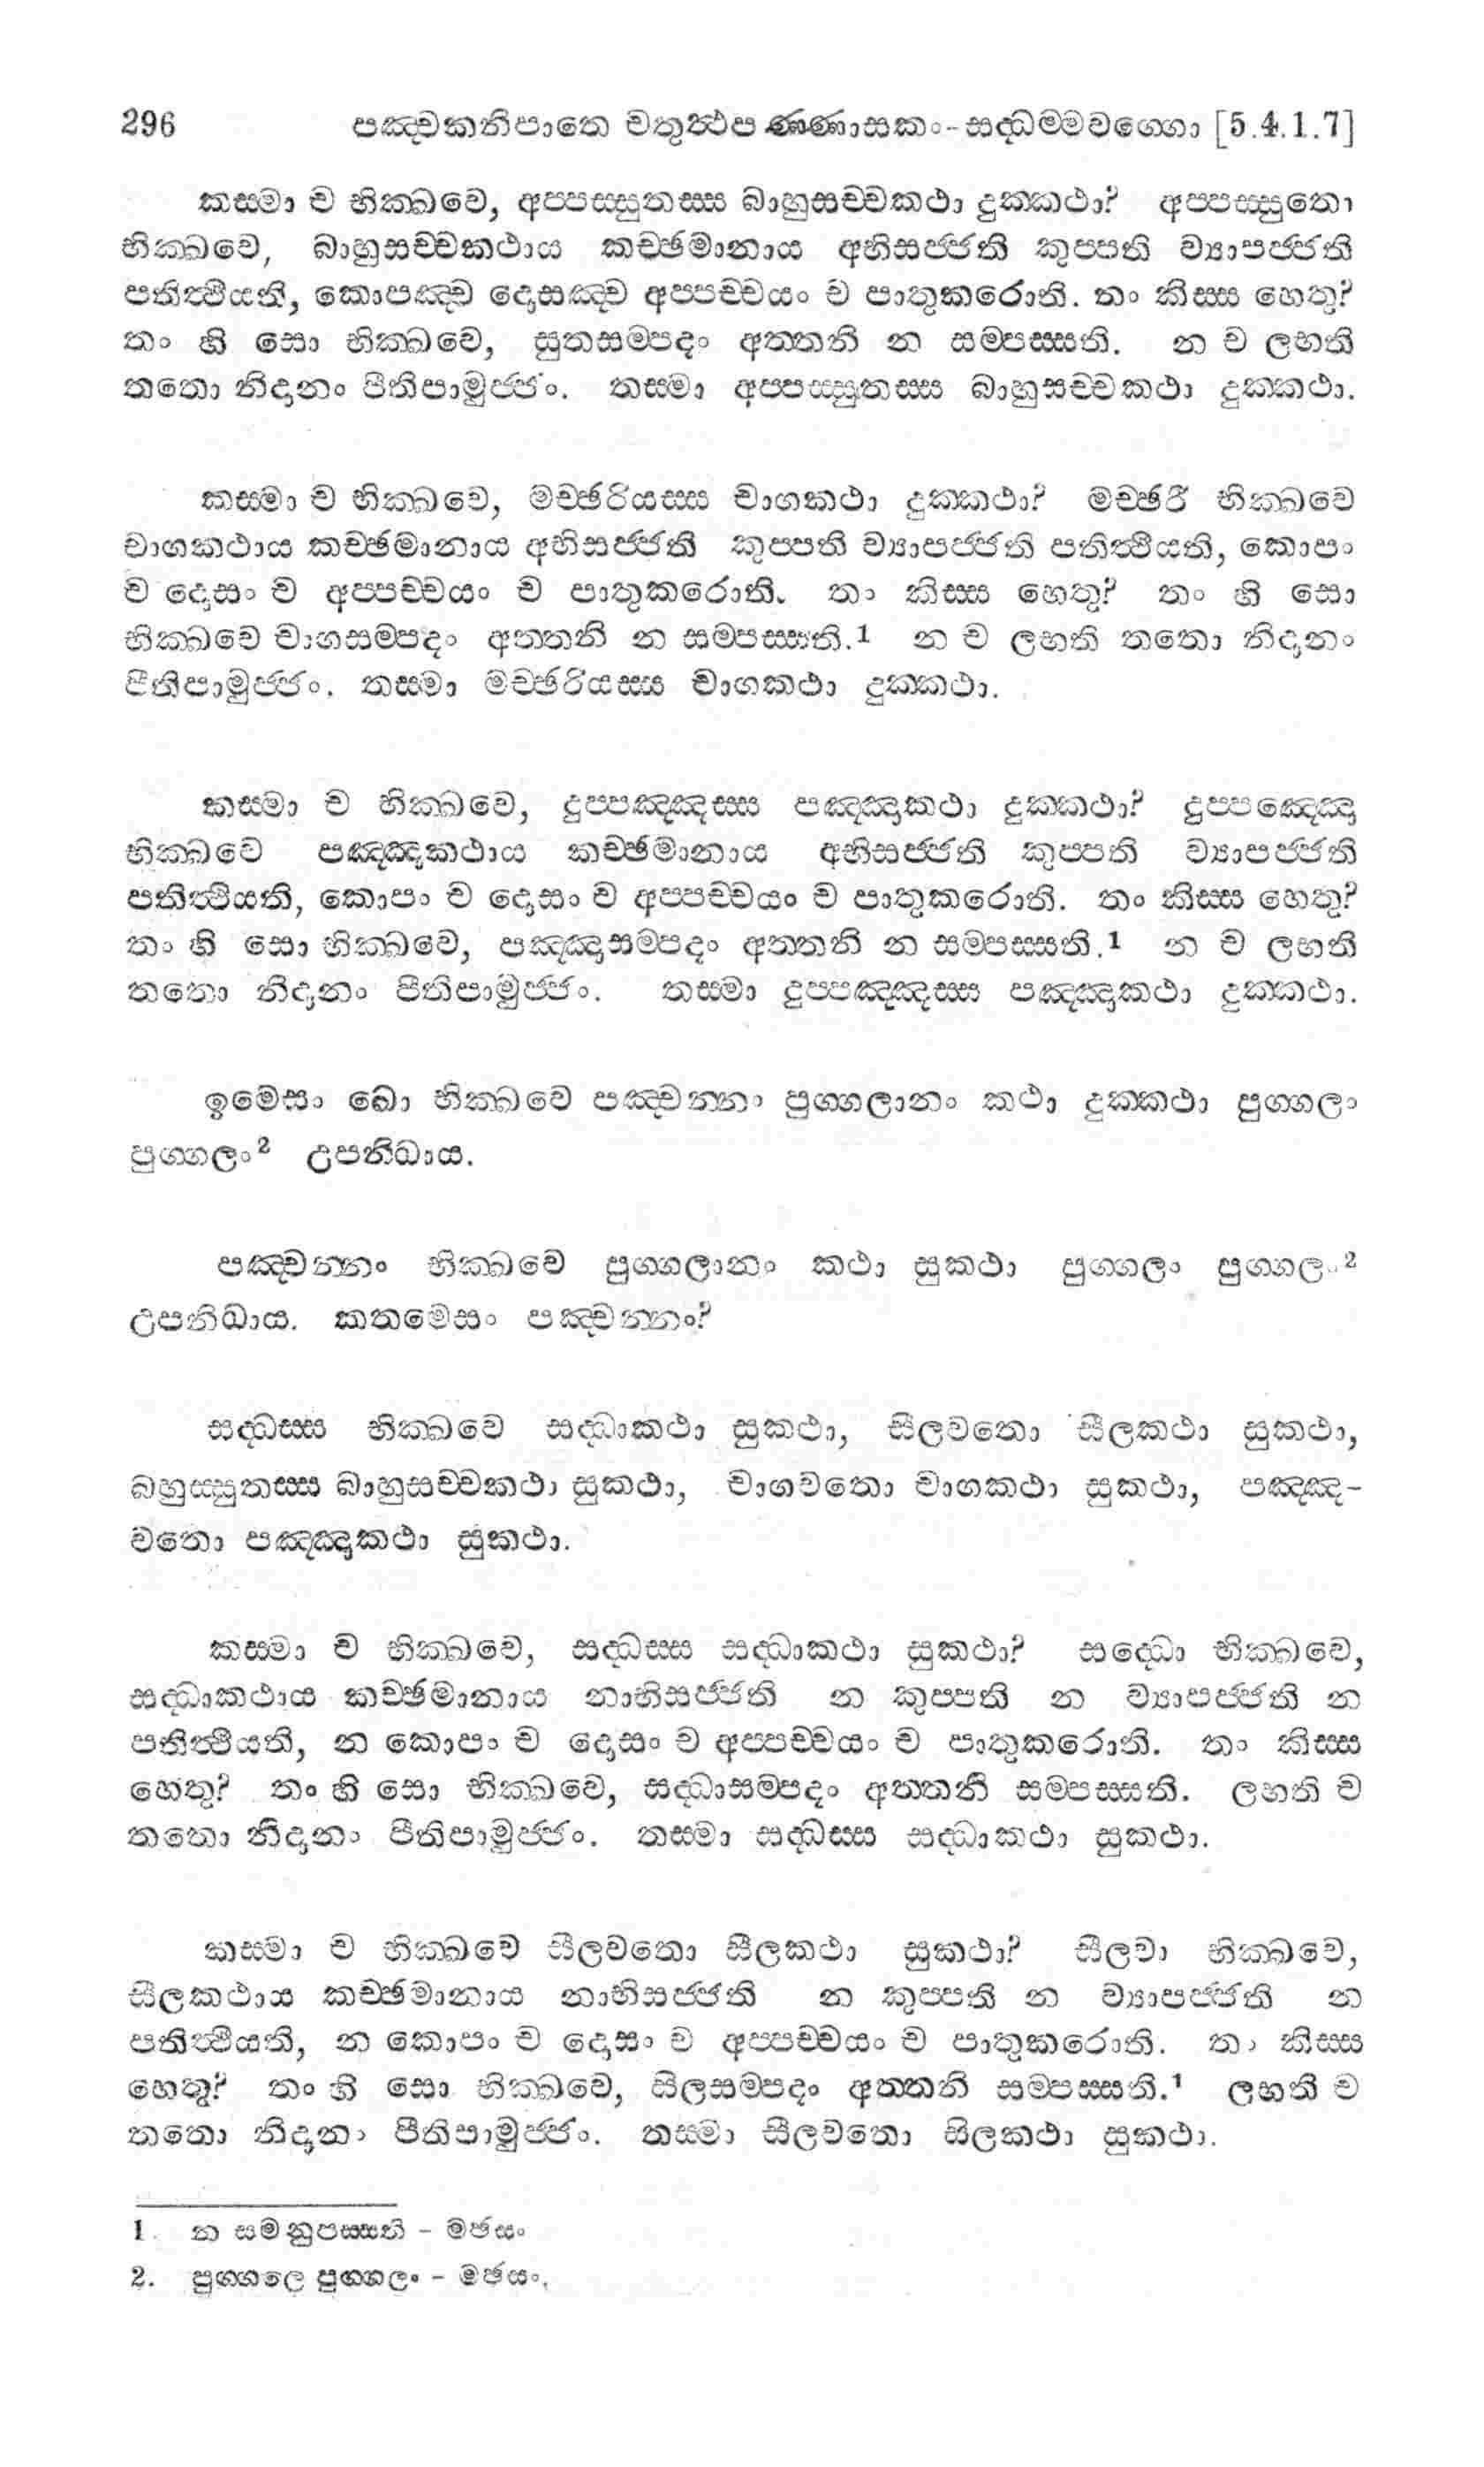 296 පඤ්චකනිපාතෙ චතුත්ථපණ්ණාසකං-සද්ධම්මවග්ගො [5.4.1.7]
කස්මා ච භික්ඛවෙ, අප්පස්සුතස්ස බාහුසච්චකථා දුක්කථා? අප්පස්සුතො
භික්ඛවෙ, බාහුසච්චකථාය කච්ඡමානාය අභිසජ්ජති කුප්පති ව්‍යාපජ්ජති
පතිත්ථීයති, කොපඤ්ච දොසඤ්ච අප්පච්චයං ච පාතුකරොති. තං කිස්ස හෙතු?
තං හි සො භික්ඛවෙ, සුතසම්පදං අත්තනි න සම්පස්සති. න ච ලභති
තතො නිදානං පීතිපාමුජ්ජං. තස්මා අප්පස්සුතස්ස බාහුසච්චකථා දුක්කථා.
කස්මා ච භික්ඛවෙ, මච්ඡරියස්ස චාගකථා දුක්කථා? මච්ඡරී භික්ඛවෙ
චාගකථාය කච්ඡමානාය අභිසජ්ජති කුප්පති ව්‍යාපජ්ජති පතිත්ථීයති, කොපං
ච දොසං ච අප්පච්චයං ච පාතුකරොති. තං කිස්ස හෙතු? තං හි සො
භික්ඛවෙ චාගසම්පදං අත්තනි න සම්පස්සති.1 න ච ලභති තතො නිදානං
පීතිපාමුජ්ජං. තස්මා මච්ඡරියස්ස චාගකථා දුක්කථා.
කස්මා ච භික්ඛවෙ, දුප්පඤ්ඤස්ස පඤ්ඤාකථා දුක්කථා? දුප්පඤ්ඤො
භික්ඛවෙ පඤ්ඤාකථාය කච්ඡමානාය අභිසජ්ජති කුප්පති ව්‍යාපජ්ජති
පතිත්ථීයති, කොපං ච දොසං ච අප්පච්චයං ච පාතුකරොති. තං කිස්ස හෙතු?
තං හි සො භික්ඛවෙ, පඤ්ඤාසම්පදං අත්තනි න සම්පස්සති.1 න ච ලභති
තතො නිදානං පීතිපාමුජ්ජං. තස්මා දුප්පඤ්ඤස්ස පඤ්ඤාකථා දුක්කථා.
ඉමෙසං ඛො භික්ඛවෙ පඤ්චන්නං පුග්ගලානං කථා දුක්කථා පුග්ගලං
පුග්ගලං2 උපනිධාය.
පඤ්චන්නං භික්ඛවෙ පුග්ගලානං කථා සුකථා පුග්ගලං පුග්ගලං2
උපනිධාය. කතමෙසං පඤ්චන්නං?
සද්ධස්ස භික්ඛවෙ සද්ධාකථා සුකථා, සීලවතො සීලකථා සුකථා,
බහුස්සුතස්ස බාහුසච්චකථා සුකථා, චාගවතො චාගකථා සුකථා, පඤ්ඤ-
වතො පඤ්ඤාකථා සුකථා.
කස්මා ච භික්ඛවෙ, සද්ධස්ස සද්ධාකථා සුකථා? සද්ධො භික්ඛවෙ,
සද්ධාකථාය කච්ඡමානාය නාභිසජ්ජති න කුප්පති න ව්‍යාපජ්ජති න
පතිත්ථීයති, න කොපං ච දොසං ච අප්පච්චයං ච පාතුකරොති. තං කිස්ස
හෙතු? තං හි සො භික්ඛවෙ, සද්ධාසම්පදං අත්තනි සම්පස්සති. ලභති ච
තතො නිදානං පීතිපාමුජ්ජං. තස්මා සද්ධස්ස සද්ධාකථා සුකථා.
කස්මා ච භික්ඛවෙ සීලවතො සීලකථා සුකථා? සීලවා භික්ඛවෙ,
සීලකථාය කච්ඡමානාය නාභිසජ්ජති න කුප්පති න ව්‍යාපජ්ජති න
පතිත්ථීයති, න කොපං ච දොසං ච අප්පච්චයං ච පාතුකරොති. තං කිස්ස
හෙතු? තං හි සො භික්ඛවෙ, සීලසම්පදං අත්තනි සම්පස්සති.1 ලභති ච
තතො නිදානං පීතිපාමුජ්ජං. තස්මා සීලවතො සීලකථා සුකථා.
1. න සමනුපස්සති - මඡසං
2. පුග්ගලෙ පුග්ගලං - මඡසං.